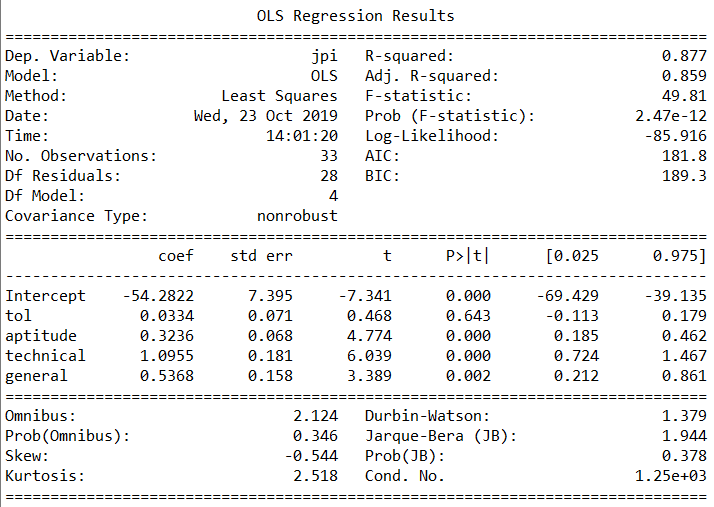 OLS Regression Results
==============================================================================
Dep. Variable:                    jpi   R-squared:                       0.877
Model:                            OLS   Adj. R-squared:                  0.859
Method:                 Least Squares   F-statistic:                     49.81
Date:                Wed, 23 Oct 2019   Prob (F-statistic):           2.47e-12
Time:                        14:01:20   Log-Likelihood:                -85.916
No. Observations:                  33   AIC:                             181.8
Df Residuals:                      28   BIC:                             189.3
Df Model:                           4
Covariance Type:            nonrobust
==============================================================================
                 coef    std err          t      P>|t|      [0.025      0.975]
------------------------------------------------------------------------------
Intercept    -54.2822      7.395     -7.341      0.000     -69.429     -39.135
tol            0.0334      0.071      0.468      0.643      -0.113       0.179
aptitude       0.3236      0.068      4.774      0.000       0.185       0.462
technical      1.0955      0.181      6.039      0.000       0.724       1.467
general        0.5368      0.158      3.389      0.002       0.212       0.861
==============================================================================
Omnibus:                        2.124   Durbin-Watson:                   1.379
Prob(Omnibus):                  0.346   Jarque-Bera (JB):                1.944
Skew:                          -0.544   Prob(JB):                        0.378
Kurtosis:                       2.518   Cond. No.                     1.25e+03
==============================================================================